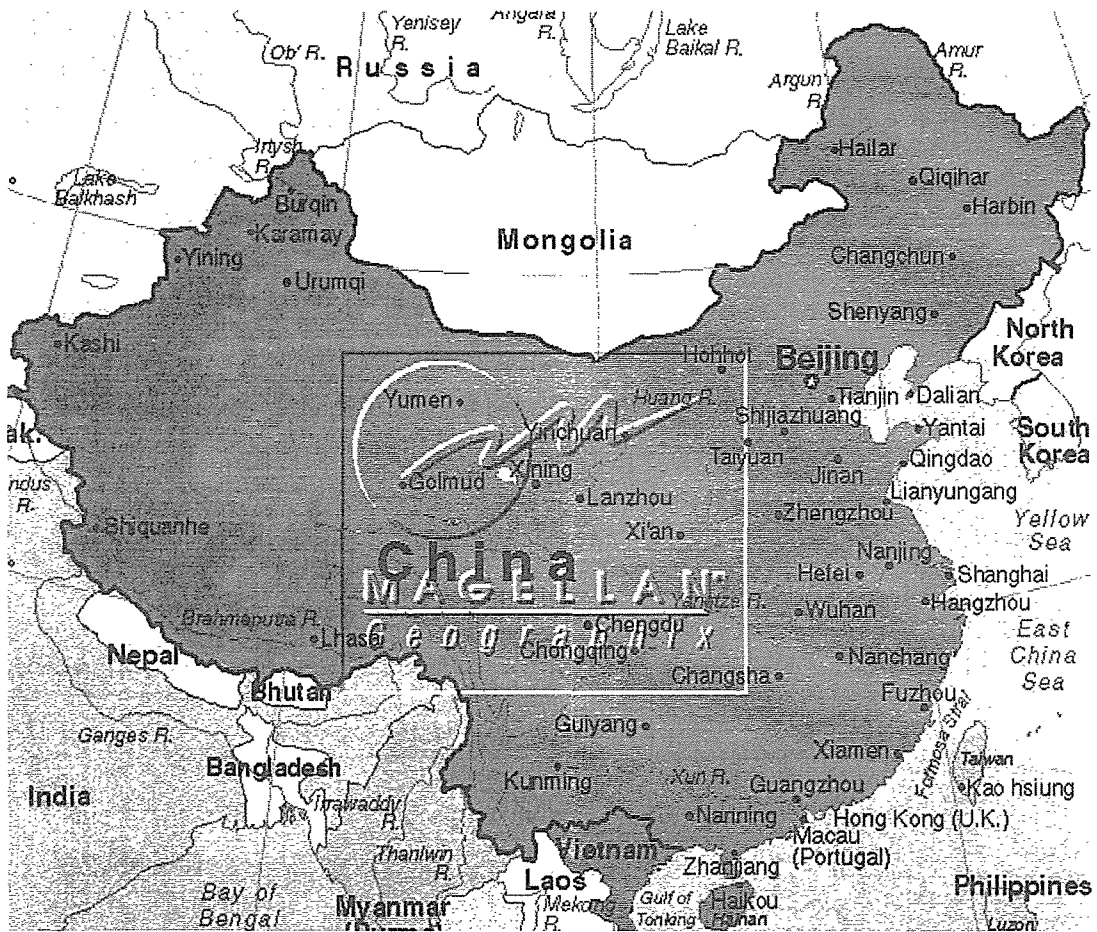 Yenisey
R.
Angara
R.
Lake
Baikal R.
Ob' R.
Russia
Amur
R.
Argun
R.
Irtysh
R.
Hailar
Lake
Balkhash
Qiqihar
Burqin
Harbin
Karamay
Mongolia
Yining
Changchun
Urumqi
Shenyang
North
Korea
Kashi
Hohhot
Beijing
Yumen
Huang R.
Tianjin
Dalian
Shijiazhuang
Yinchuan
Yantai
South
Korea
ak.
Taiyuan
Qingdao
Xining
Jinan
Golmud
ndus
R.
Lanzhou
Lianyungang
Zhengzhou
Yellow
Sea
Shiquanhe
Xi'an
Nanjing
China
Hefei
Shanghai
MAGELLAN
Yangtze R.
Hangzhou
Wuhan
Brahmaputra R.
Chengdu
Geographix
East
China
Sea
Lhasa
Chongqing
Nepal
Nanchang
Changsha
Bhutan
Fuzhou
Ganges R.
Guiyang
Formosa Strait
Xiamen
Taiwan
Bangladesh
Kunming
Xun R.
Guangzhou
Kao hsiung
India
Irrawaddy
R.
Nanning
Hong Kong (U.K.)
Macau
(Portugal)
Vietnam
Thanlwin
R.
Zhanjiang
Laos
Philippines
Bay of
Bengal
Myanmar
(Burma)
Mekong
R.
Gulf of
Tonking
Haikou
Hainan
Luzon